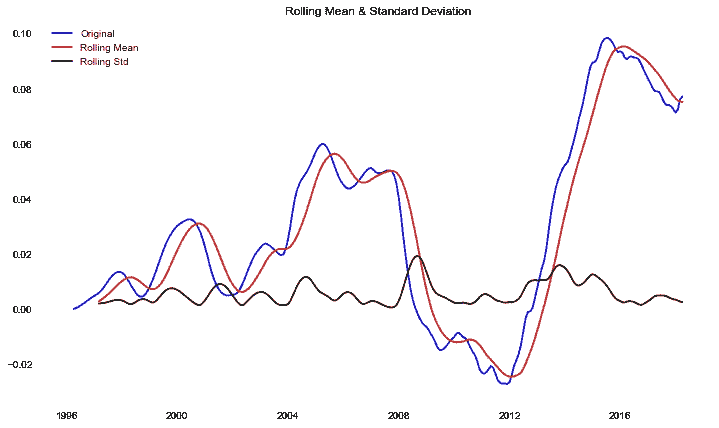 Rolling Mean & Standard Deviation
Original
Rolling Mean
Rolling Std
0.10
0.08
0.06
0.04
0.02
0.00
−0.02
1996 2000 2004 2008 2012 2016